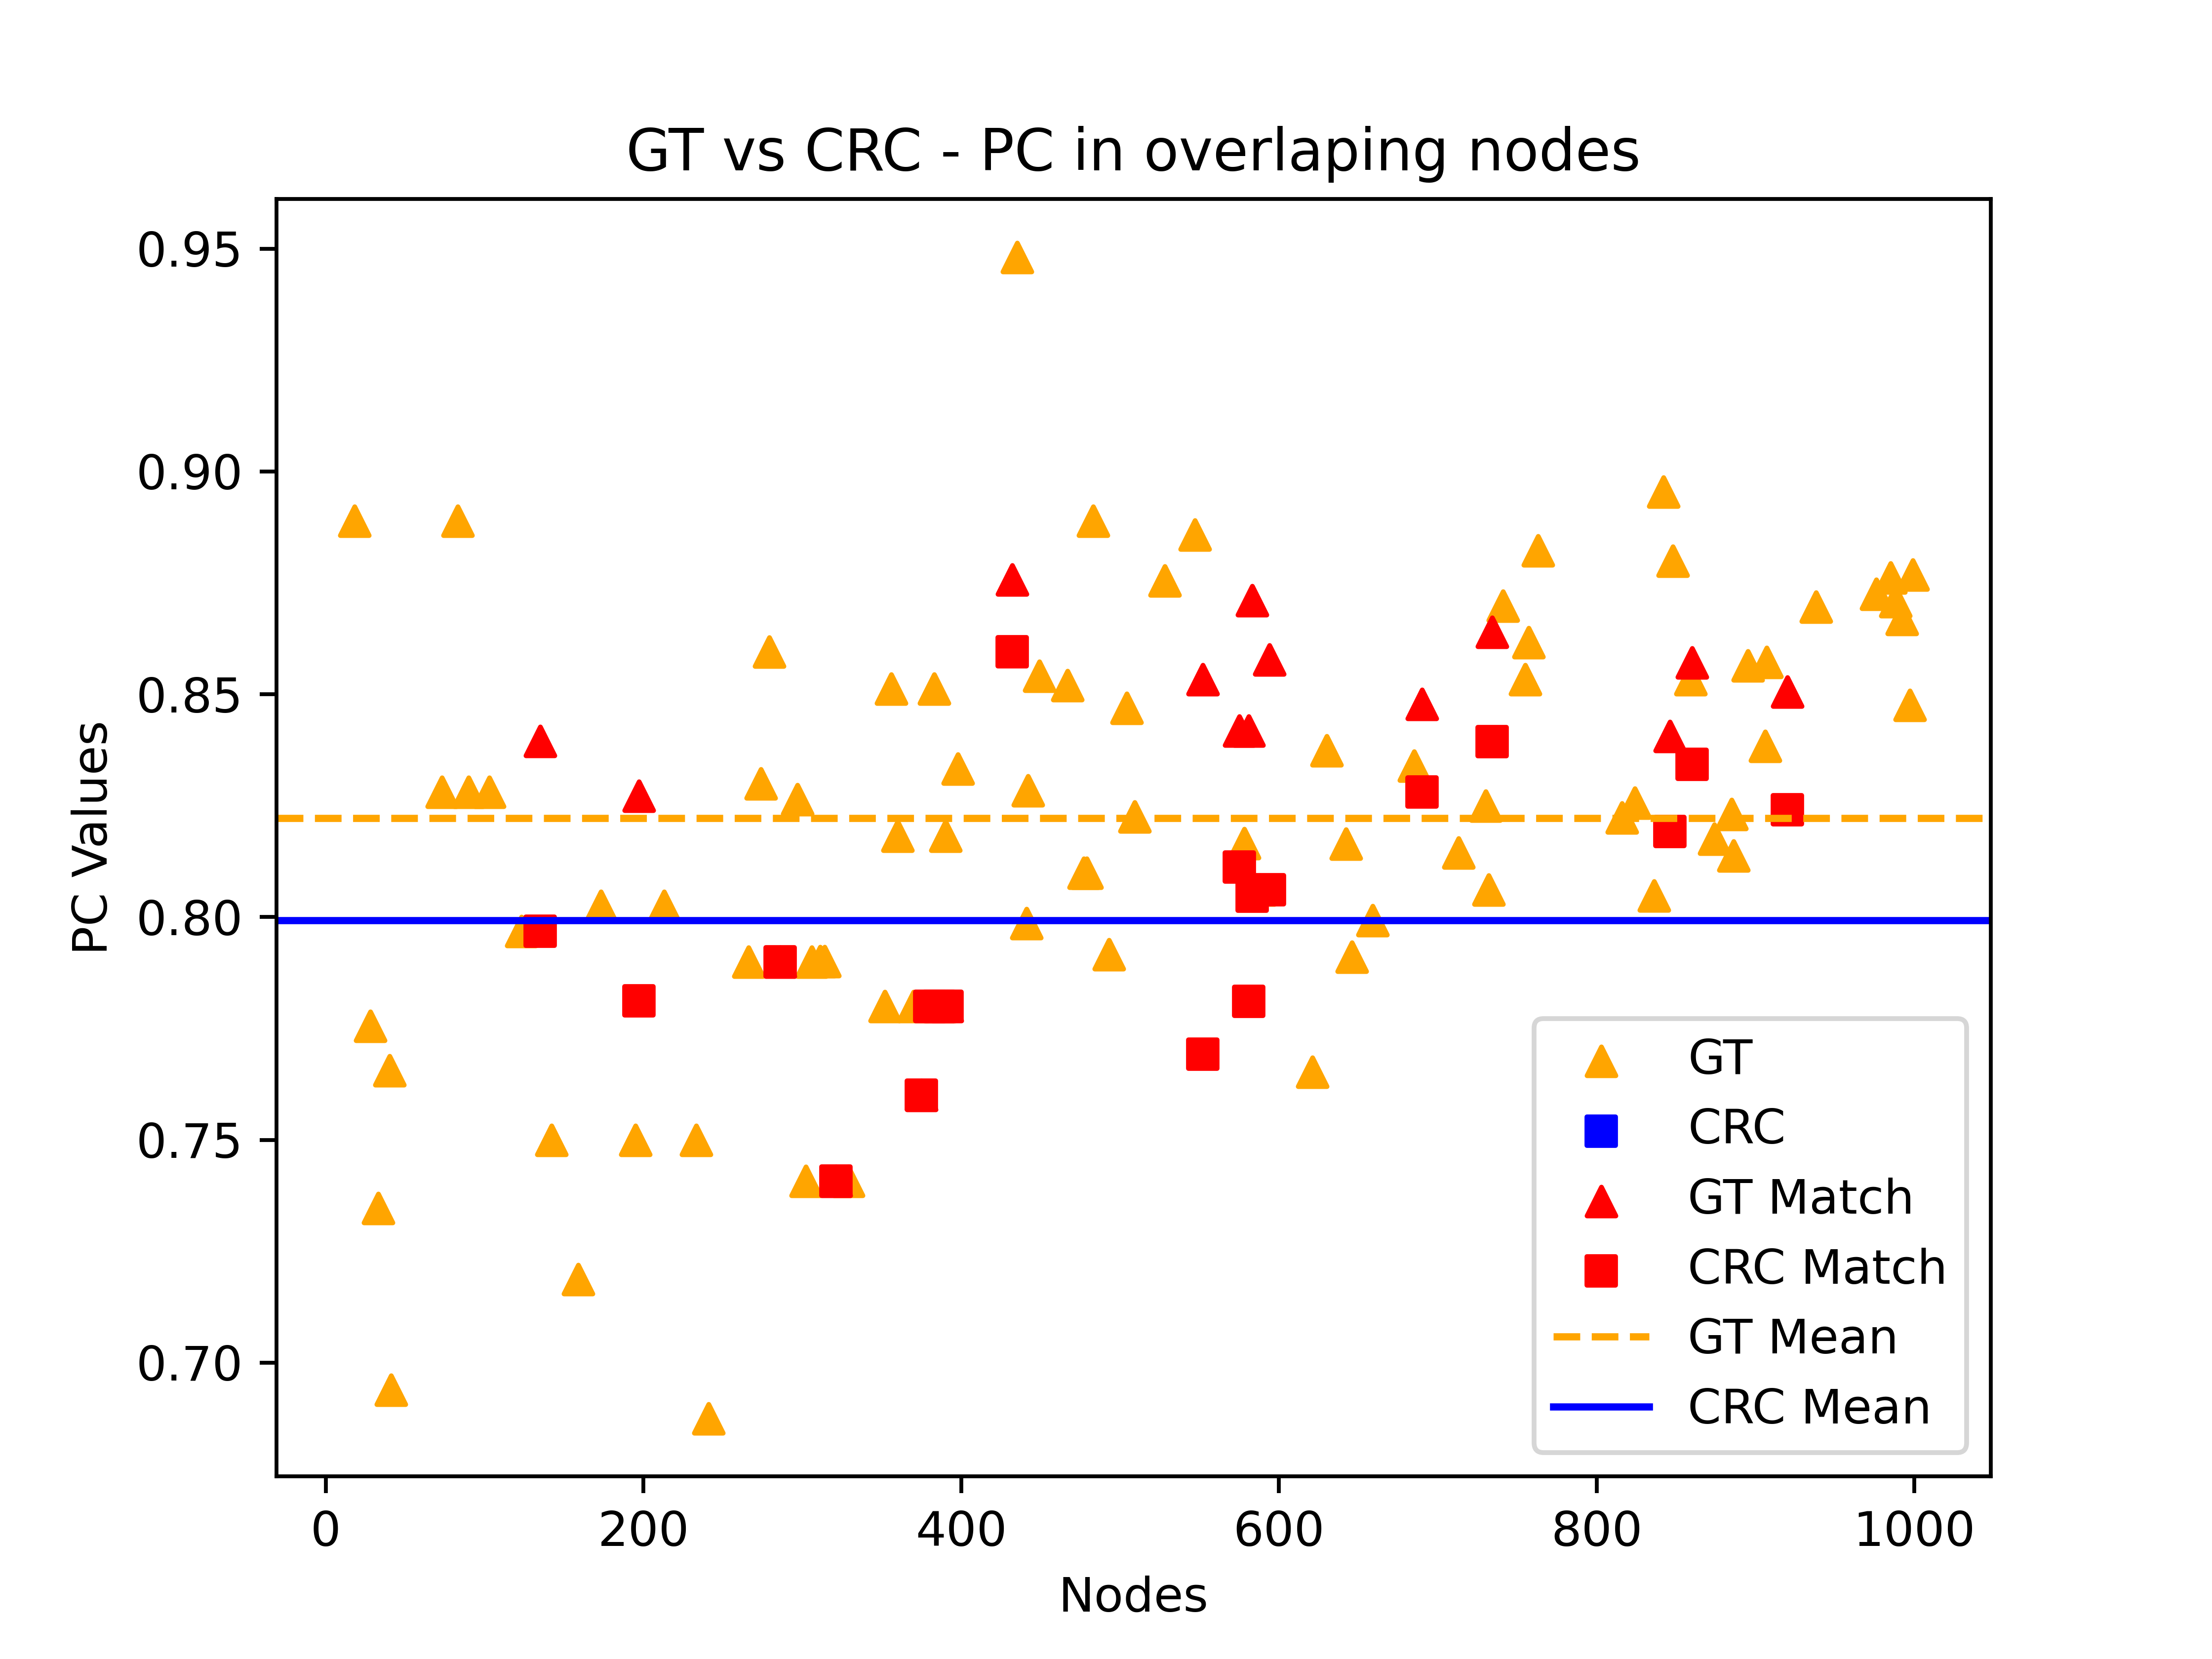 GT vs CRC - PC in overlaping nodes
0.95
0.90
0.85
0.80
0.75
0.70
PC Values
GT
CRC
GT Match
CRC Match
GT Mean
CRC Mean
0 200 400 600 800 1000
Nodes